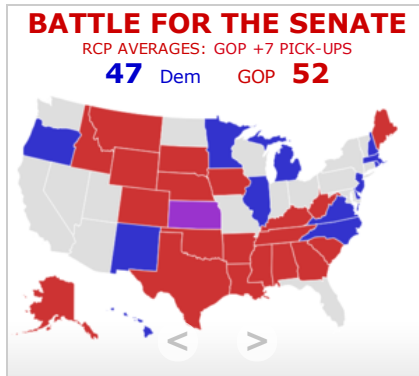 BATTLE FOR THE SENATE
RCP AVERAGES: GOP +7 PICK-UPS
47 Dem GOP 52
< >